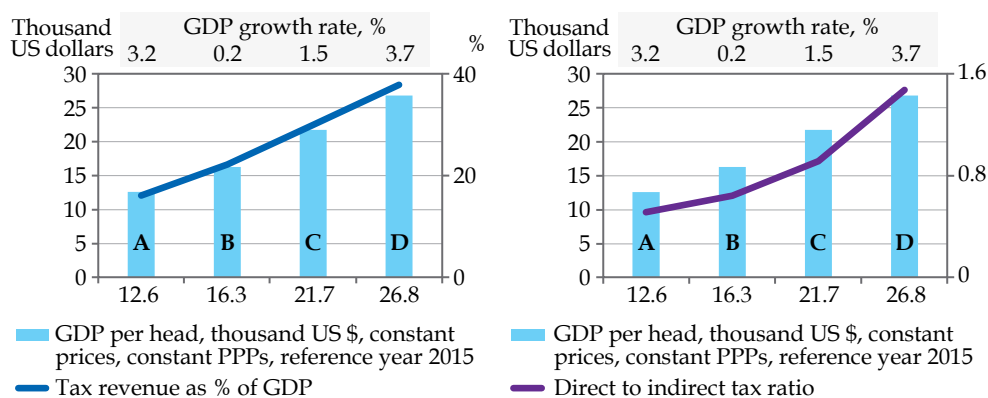 Thousand
US dollars
GDP growth rate, %
3.2 0.2 1.5 3.7
%
30
25
20
15
10
5
0
40
20
0
A B C D
12.6 16.3 21.7 26.8
GDP per head, thousand US $, constant
prices, constant PPPs, reference year 2015
Tax revenue as % of GDP
Thousand
US dollars
GDP growth rate, %
3.2 0.2 1.5 3.7
30
25
20
15
10
5
0
1.6
0.8
0
A B C D
12.6 16.3 21.7 26.8
GDP per head, thousand US $, constant
prices, constant PPPs, reference year 2015
Direct to indirect tax ratio